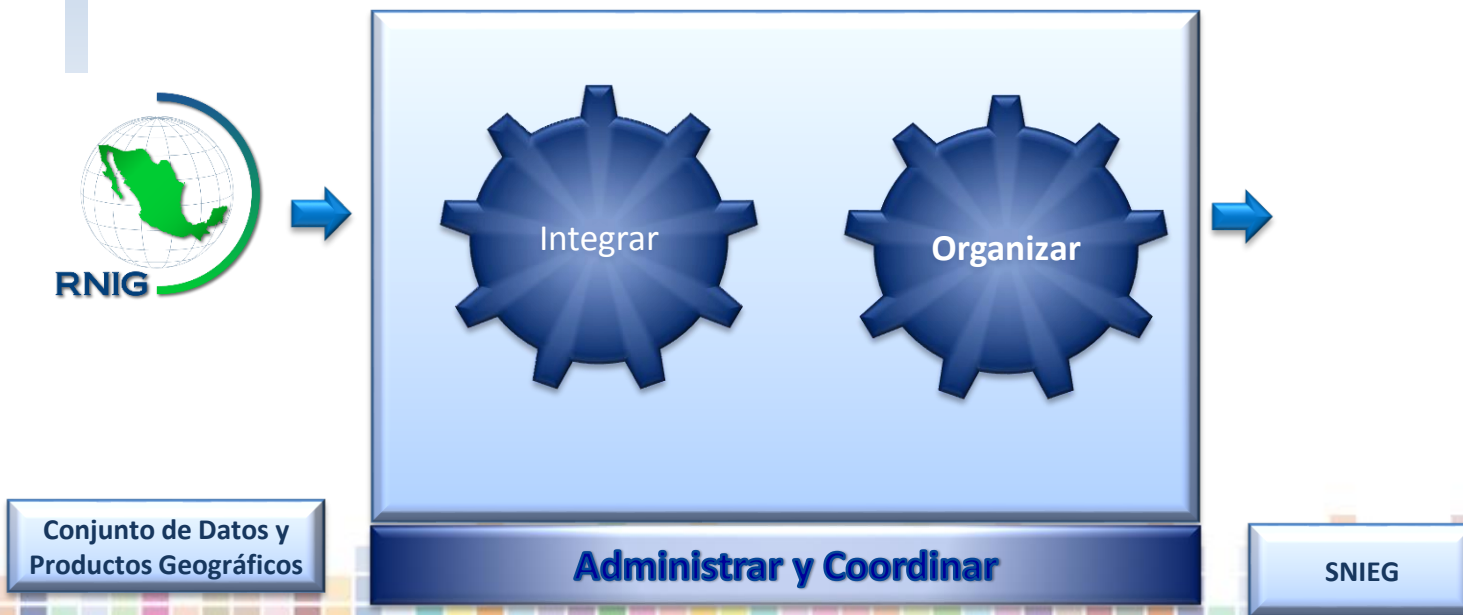 RNIG
Integrar
Organizar
Conjunto de Datos y
Productos Geográficos
Administrar y Coordinar
SNIEG